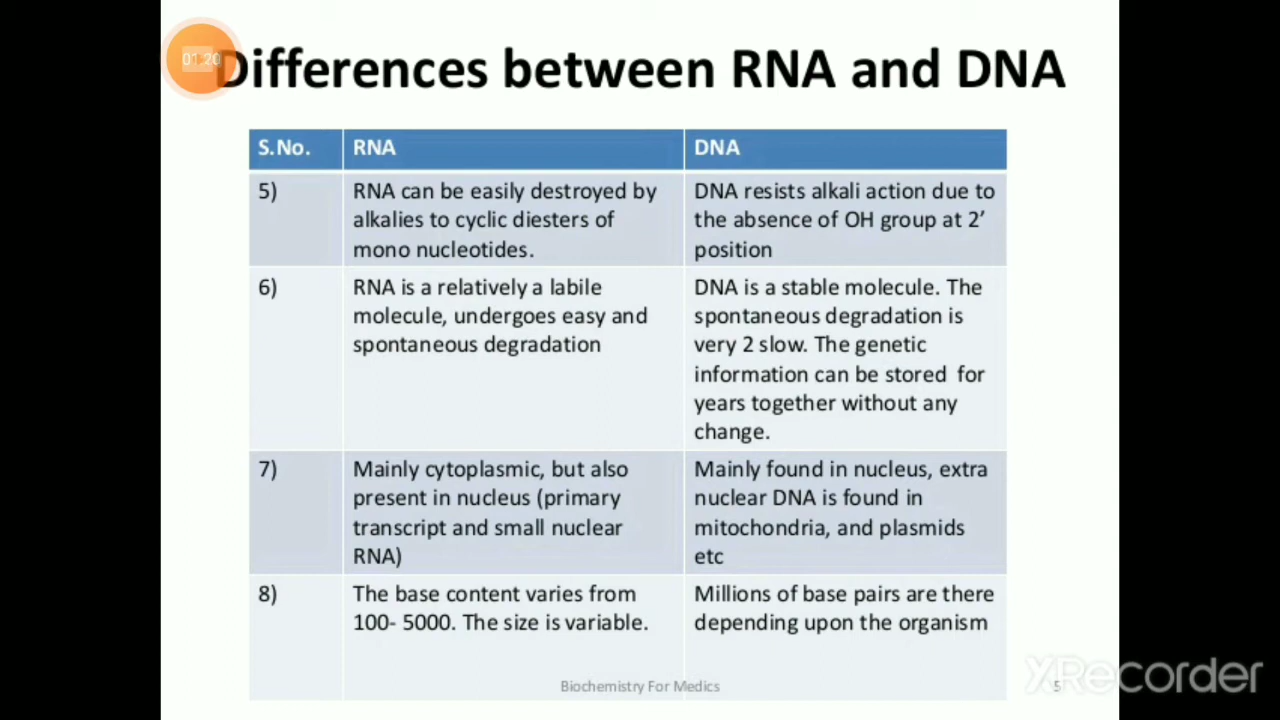 01:20
Differences between RNA and DNA
S.No.
RNA
DNA
5)
RNA can be easily destroyed by
alkalies to cyclic diesters of
mono nucleotides.
DNA resists alkali action due to
the absence of OH group at 2’
position
6)
RNA is a relatively a labile
molecule, undergoes easy and
spontaneous degradation
DNA is a stable molecule. The
spontaneous degradation is
very 2 slow. The genetic
information can be stored for
years together without any
change.
7)
Mainly cytoplasmic, but also
present in nucleus (primary
transcript and small nuclear
RNA)
Mainly found in nucleus, extra
nuclear DNA is found in
mitochondria, and plasmids
etc
8)
The base content varies from
100- 5000. The size is variable.
Millions of base pairs are there
depending upon the organism
Biochemistry For Medics
5
XRecorder